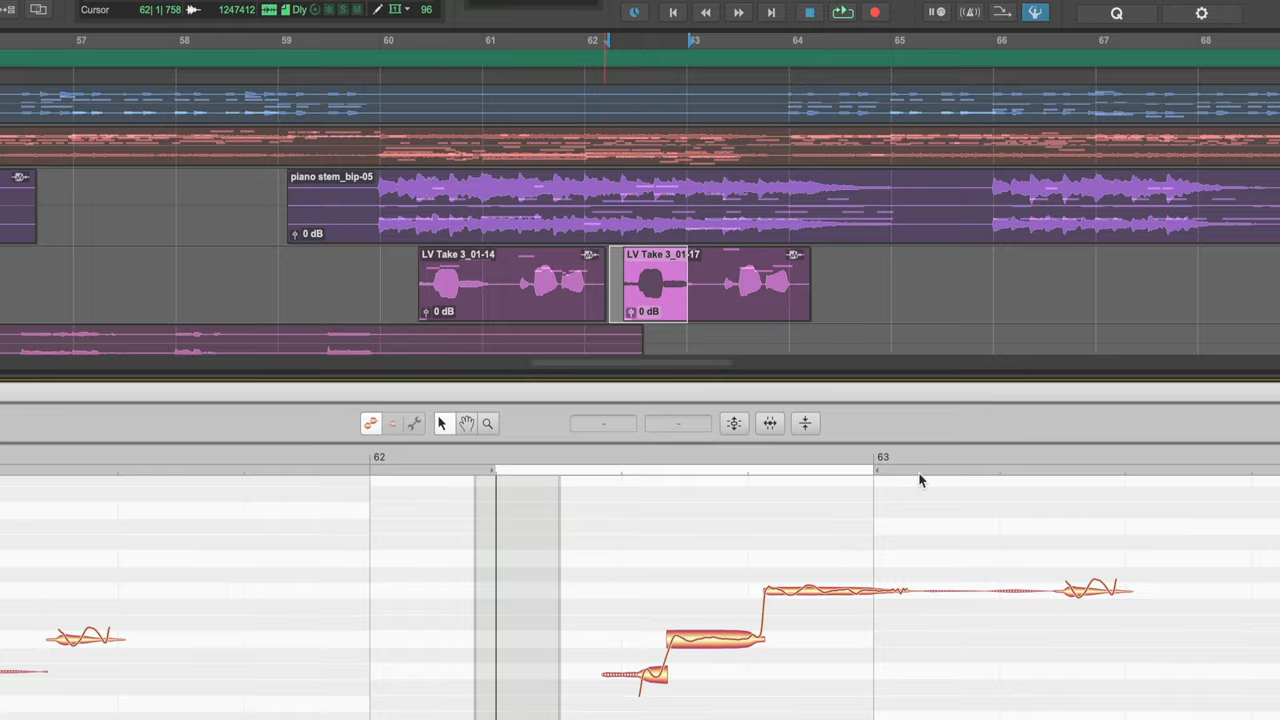 Cursor 62| 1| 758 1247412 Dly S M 96
Q
57 58 59 60 61 62 63 64 65 66 67 68
piano stem_bip-05
0 dB
LV Take 3_01-14 LV Take 3_01-17
0 dB 0 dB
- -
62 63